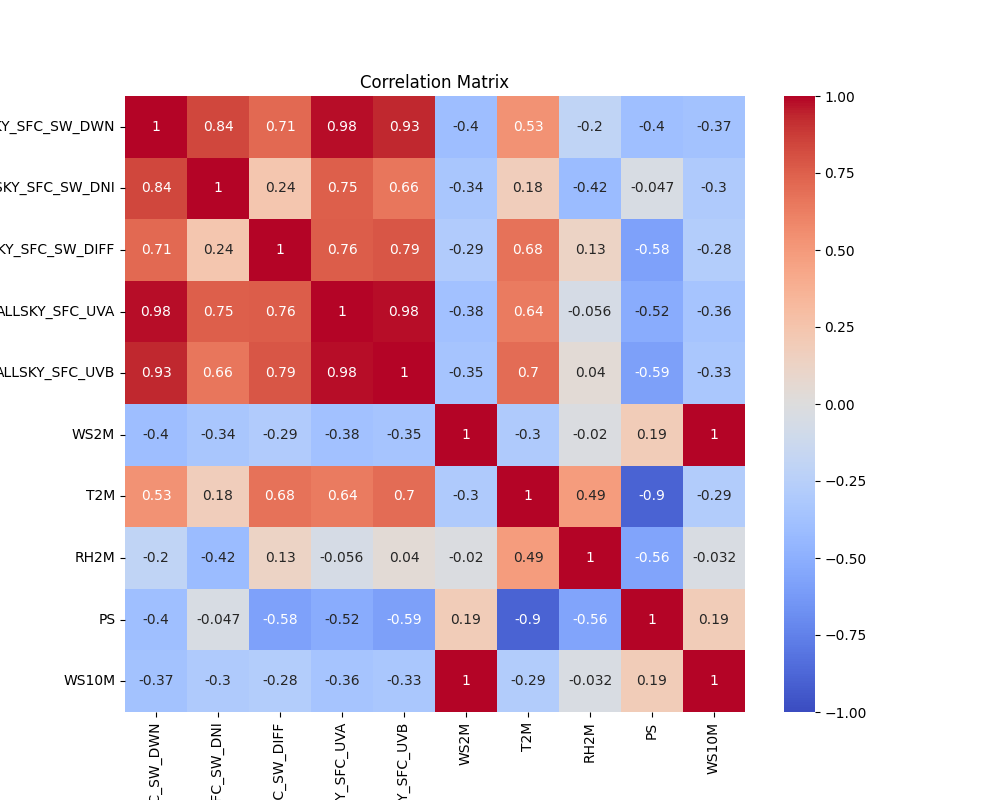 Correlation Matrix
KY_SFC_SW_DWN 1 0.84 0.71 0.98 0.93 -0.4 0.53 -0.2 -0.4 -0.37
SKY_SFC_SW_DNI 0.84 1 0.24 0.75 0.66 -0.34 0.18 -0.42 -0.047 -0.3
KY_SFC_SW_DIFF 0.71 0.24 1 0.76 0.79 -0.29 0.68 0.13 -0.58 -0.28
ALLSKY_SFC_UVA 0.98 0.75 0.76 1 0.98 -0.38 0.64 -0.056 -0.52 -0.36
ALLSKY_SFC_UVB 0.93 0.66 0.79 0.98 1 -0.35 0.7 0.04 -0.59 -0.33
WS2M -0.4 -0.34 -0.29 -0.38 -0.35 1 -0.3 -0.02 0.19 1
T2M 0.53 0.18 0.68 0.64 0.7 -0.3 1 0.49 -0.9 -0.29
RH2M -0.2 -0.42 0.13 -0.056 0.04 -0.02 0.49 1 -0.56 -0.032
PS -0.4 -0.047 -0.58 -0.52 -0.59 0.19 -0.9 -0.56 1 0.19
WS10M -0.37 -0.3 -0.28 -0.36 -0.33 1 -0.29 -0.032 0.19 1
C_SW_DWN FC_SW_DNI C_SW_DIFF Y_SFC_UVA Y_SFC_UVB WS2M T2M RH2M PS WS10M
1.00
0.75
0.50
0.25
0.00
−0.25
−0.50
−0.75
−1.00